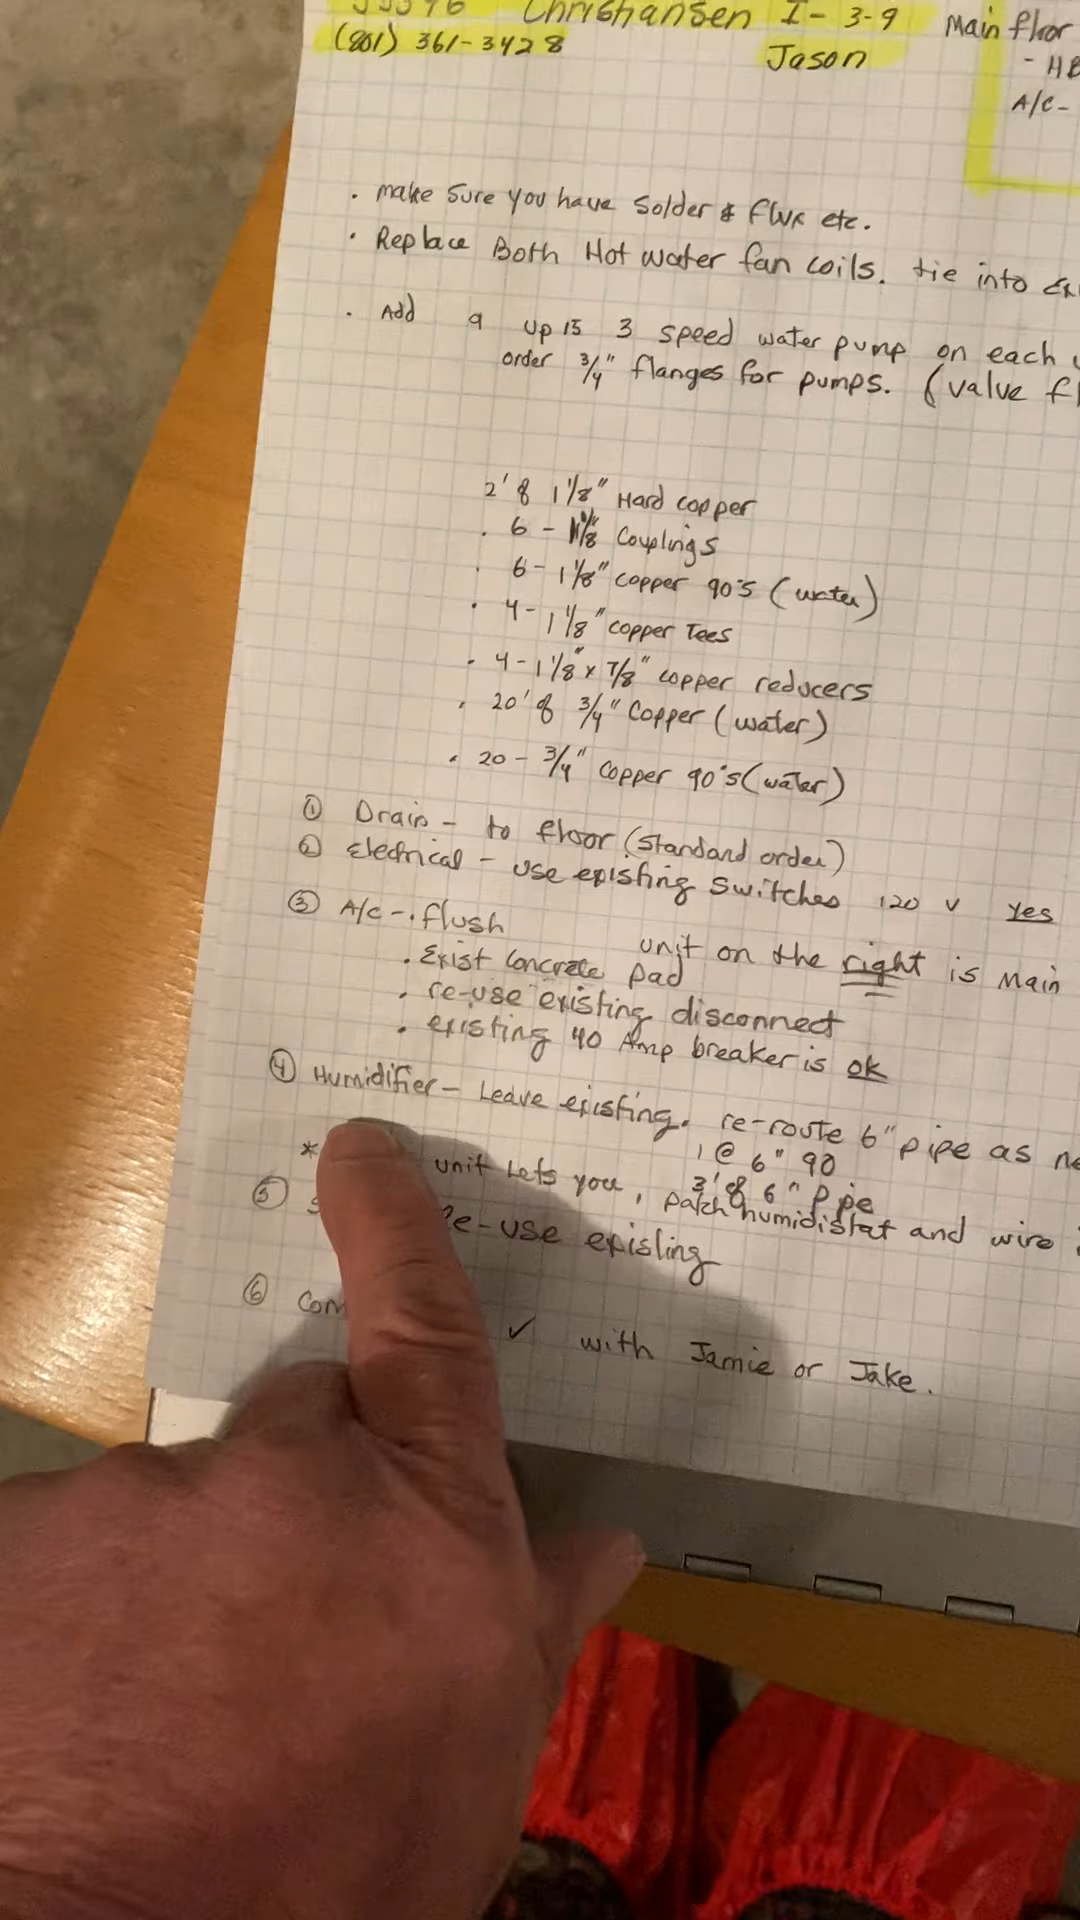 Christiansen I- 3-9 Main floor
(801) 361-3428 Jason
A/C-
. make sure you have Solder & flux etc.
. Replace Both Hot water fan coils. tie into
. Add a up 15 3 speed water pump on each
order 3/4" flanges for pumps. (value
2' of 1 1/8" Hard copper
. 6 - 1 1/8" Couplings
. 6 - 1 1/8" copper 90's (water)
. 4 - 1 1/8" copper Tees
. 4 - 1 1/8" x 7/8" copper reducers
. 20' of 3/4" Copper (water)
. 20 - 3/4" copper 90's (water)
① Drain - to floor (Standard order)
② Electrical - use existing switches 120 v yes
③ A/C - . flush unit on the right is main
. Exist Concrete pad
. re-use existing disconnect
. existing 40 Amp breaker is ok
④ Humidifier - Leave existing. re-route 6" pipe as
1 @ 6" 90
3' of 6" pipe
* unit lets you, patch humidistat and wire
⑤ Re-use existing
⑥ ✓ with Jamie or Jake.